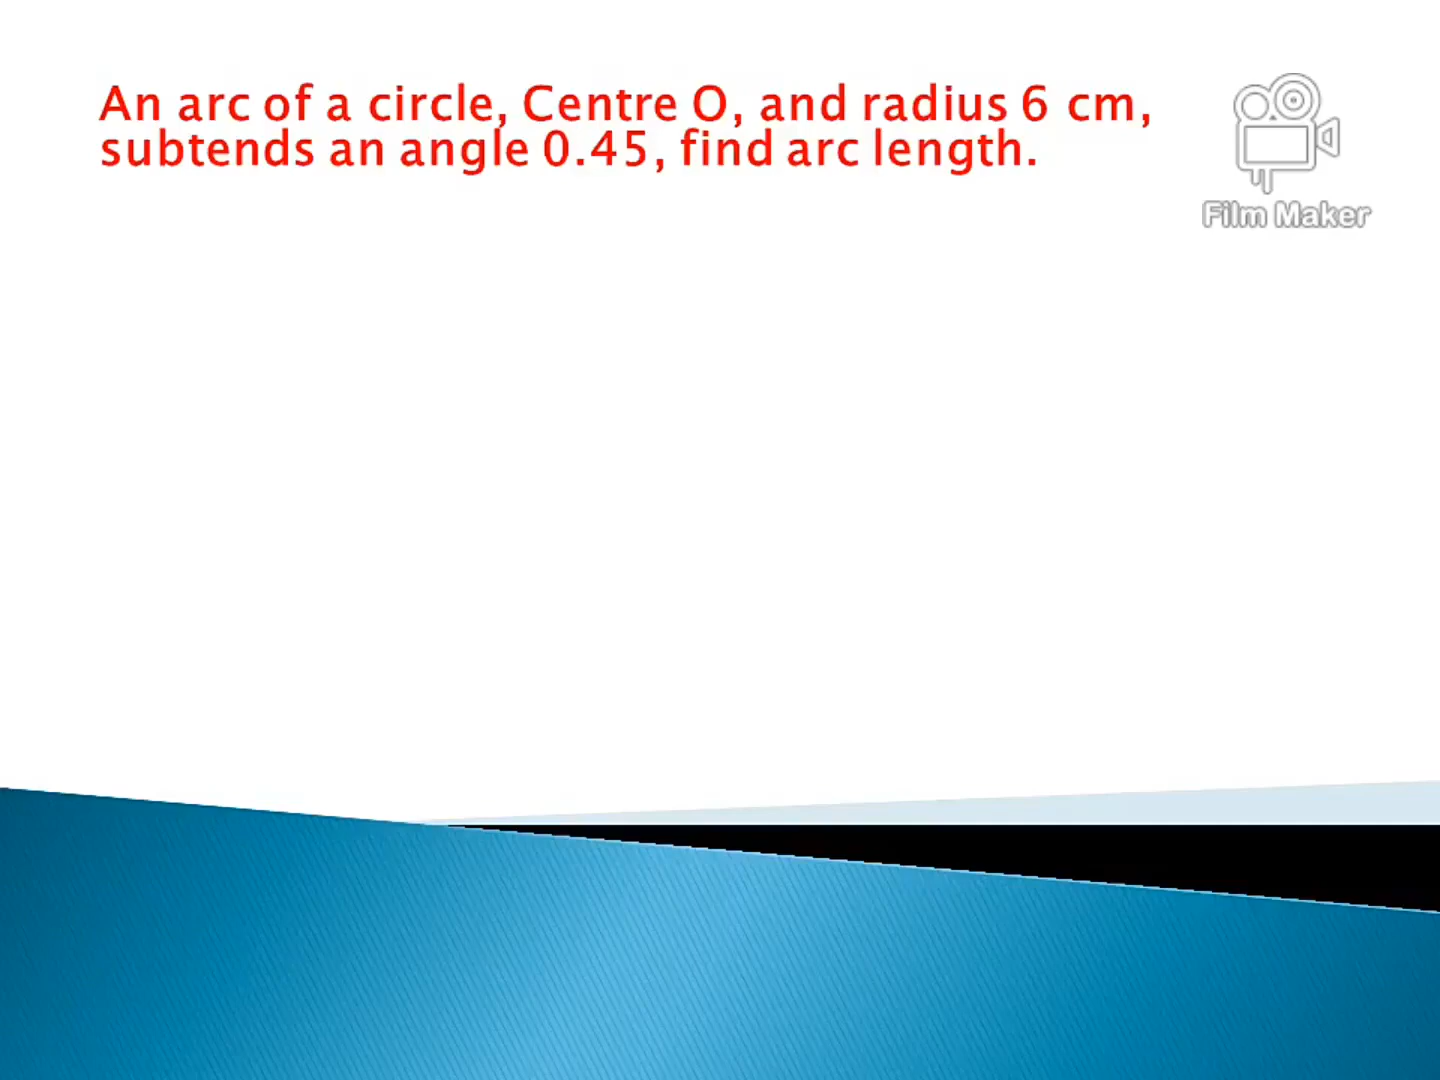 An arc of a circle, Centre O, and radius 6 cm,
subtends an angle 0.45, find arc length.
Film Maker